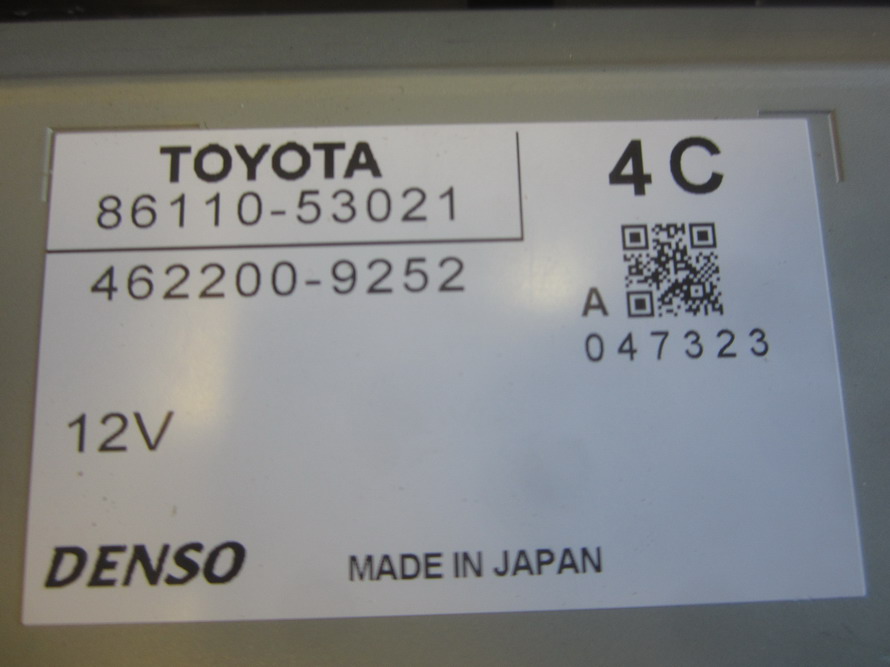 TOYOTA
86110-53021
4C
462200-9252
A
047323
12V
DENSO
MADE IN JAPAN